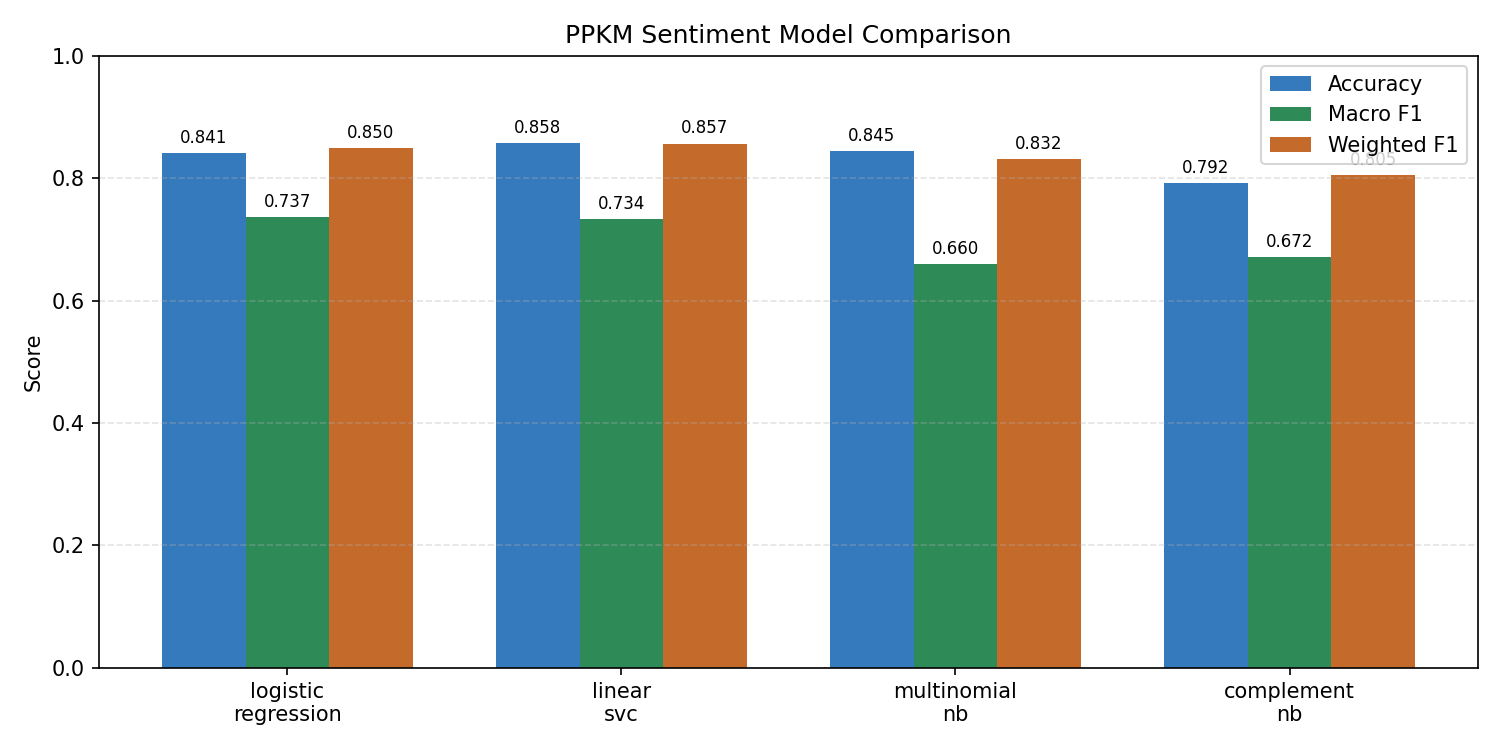 PPKM Sentiment Model Comparison
1.0
0.8
0.6
0.4
0.2
0.0
Score
Accuracy
Macro F1
Weighted F1
0.841
0.737
0.850
0.858
0.734
0.857
0.845
0.660
0.832
0.792
0.672
0.805
logistic
regression
linear
svc
multinomial
nb
complement
nb